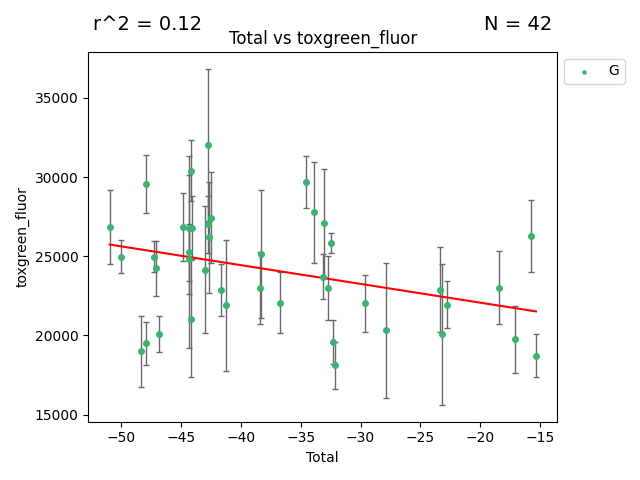 r^2 = 0.12
N = 42
Total vs toxgreen_fluor
G
35000
30000
25000
20000
15000
toxgreen_fluor
−50 −45 −40 −35 −30 −25 −20 −15
Total